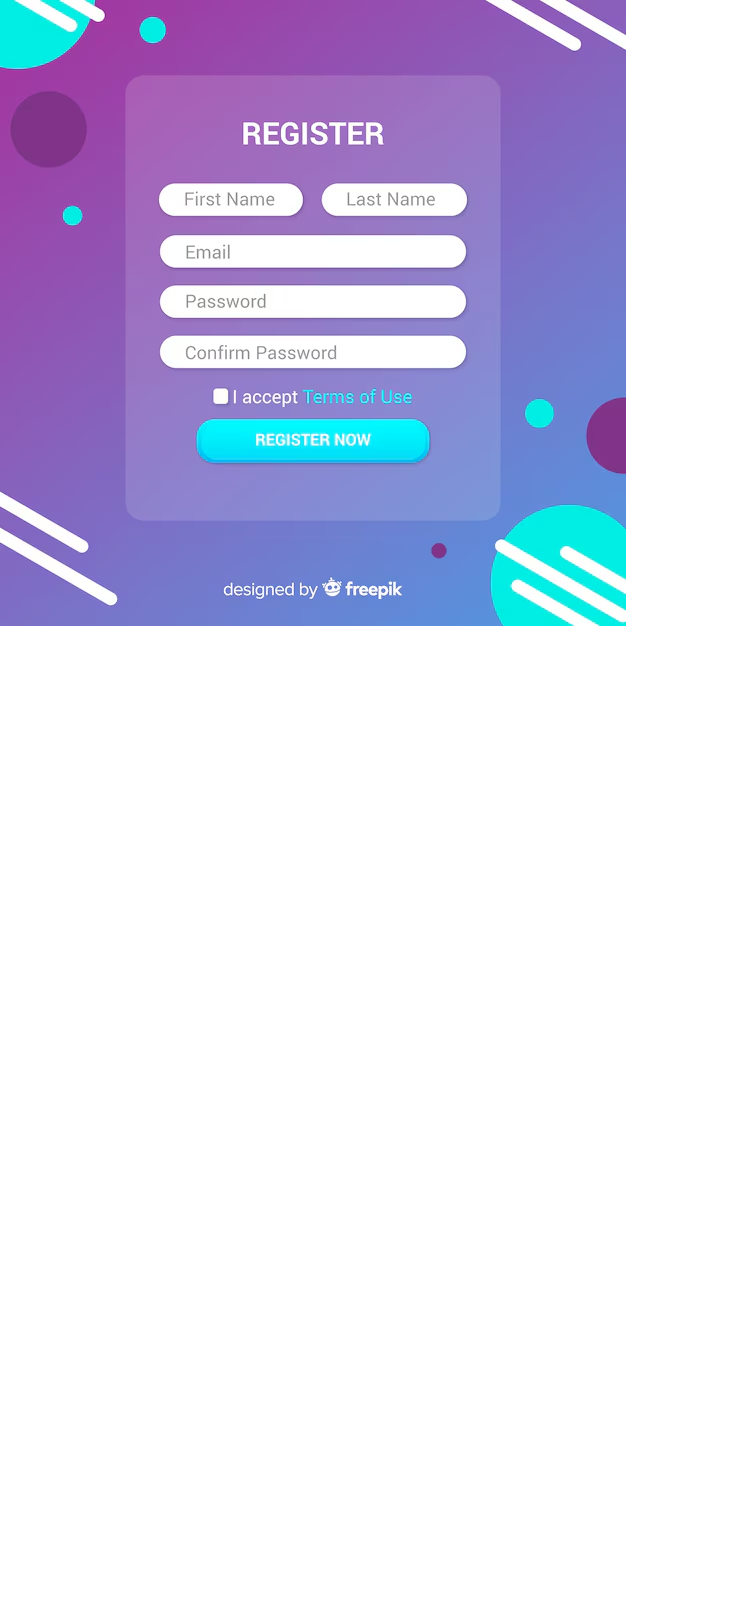 REGISTER
First Name Last Name
Email
Password
Confirm Password
I accept Terms of Use
REGISTER NOW
designed by freepik